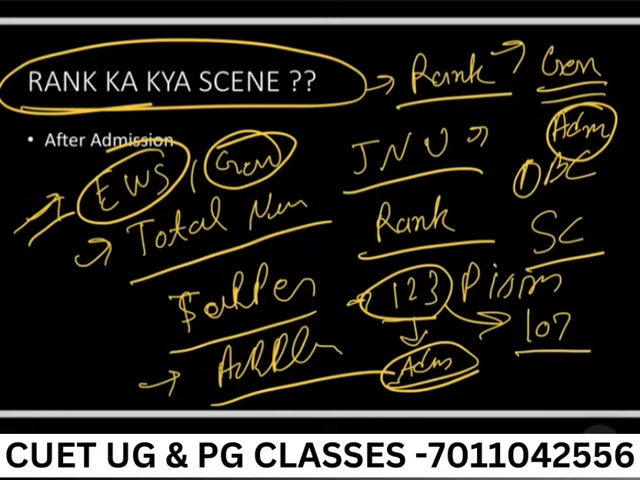 RANK KA KYA SCENE ??
Rank
Gen
• After Admission
Adm
JNU
OBC
EWS / Gen
Total Num
Rank
SC
123
107
Adm
CUET UG & PG CLASSES -7011042556